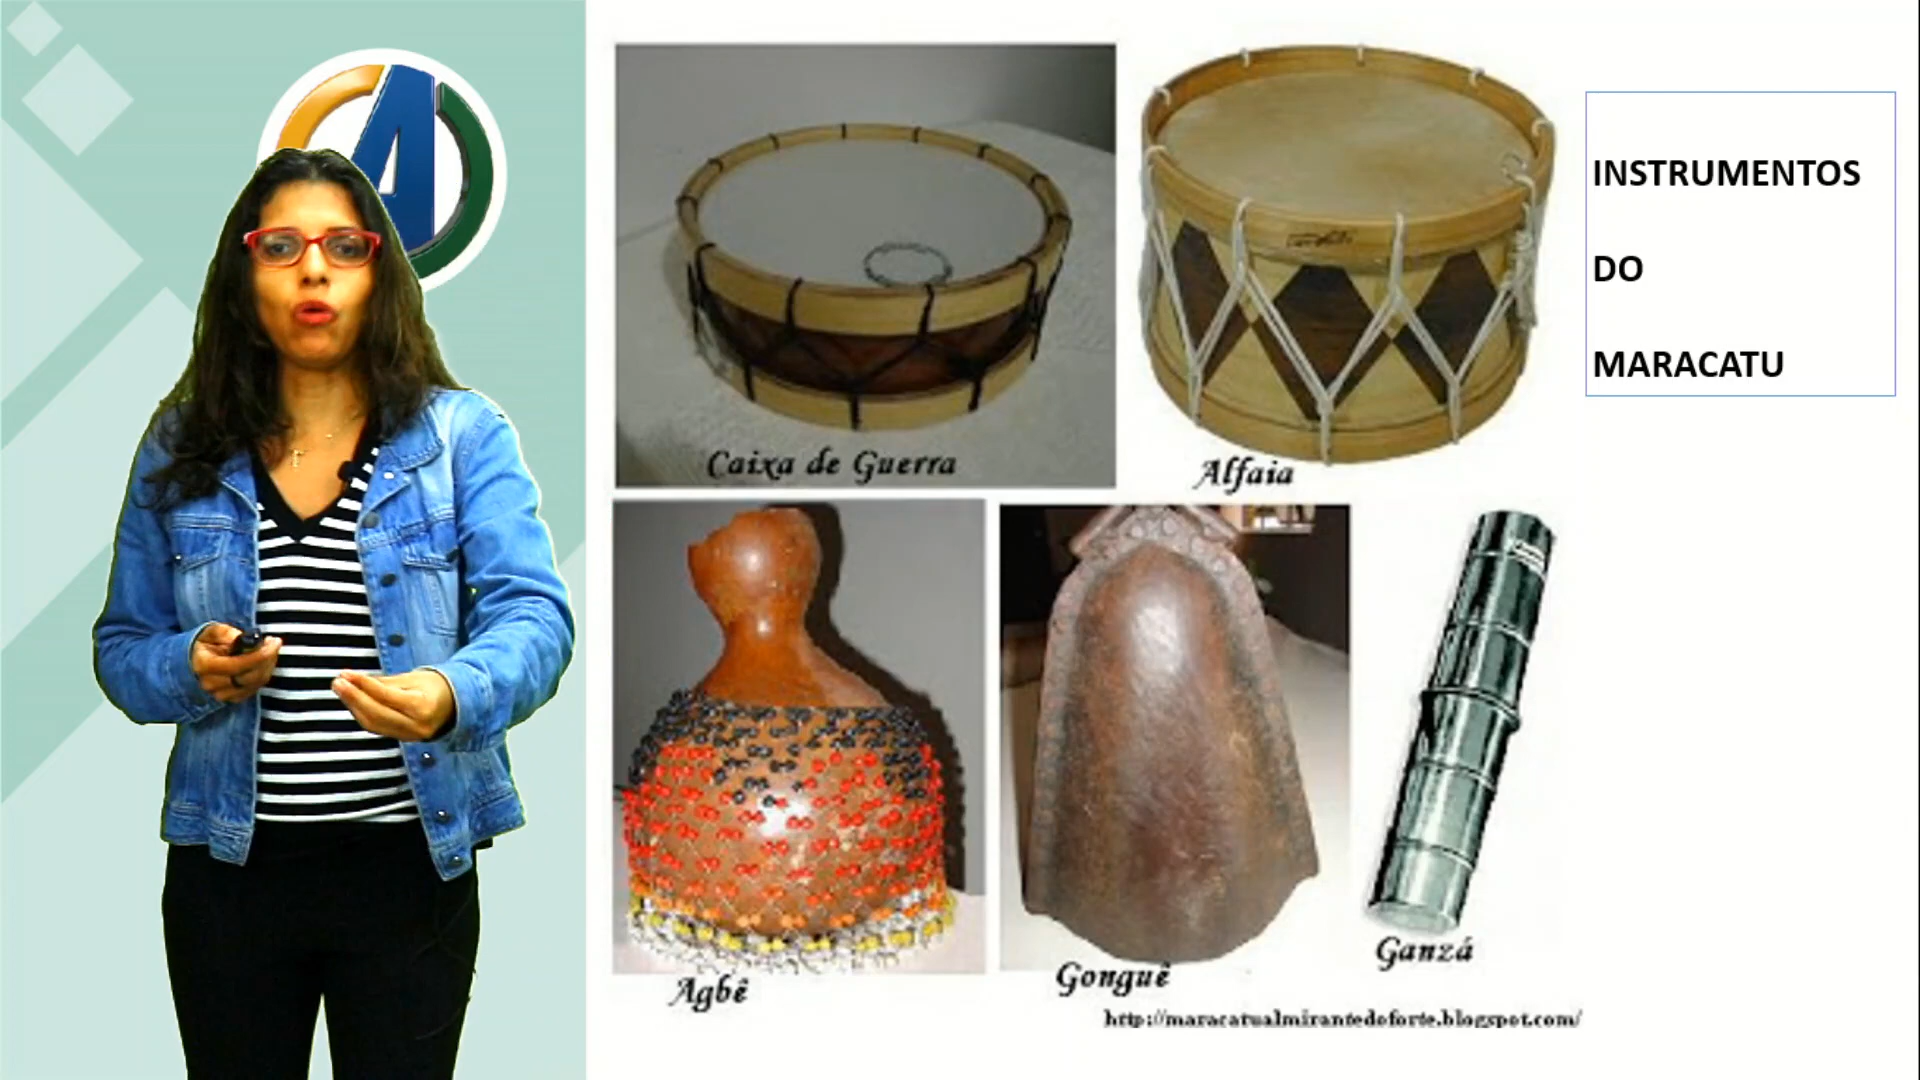 INSTRUMENTOS
DO
MARACATU
Caixa de Guerra
Alfaia
Agbê
Gonguê
Ganzá
http://maracatualmirantedoforte.blogspot.com/
A